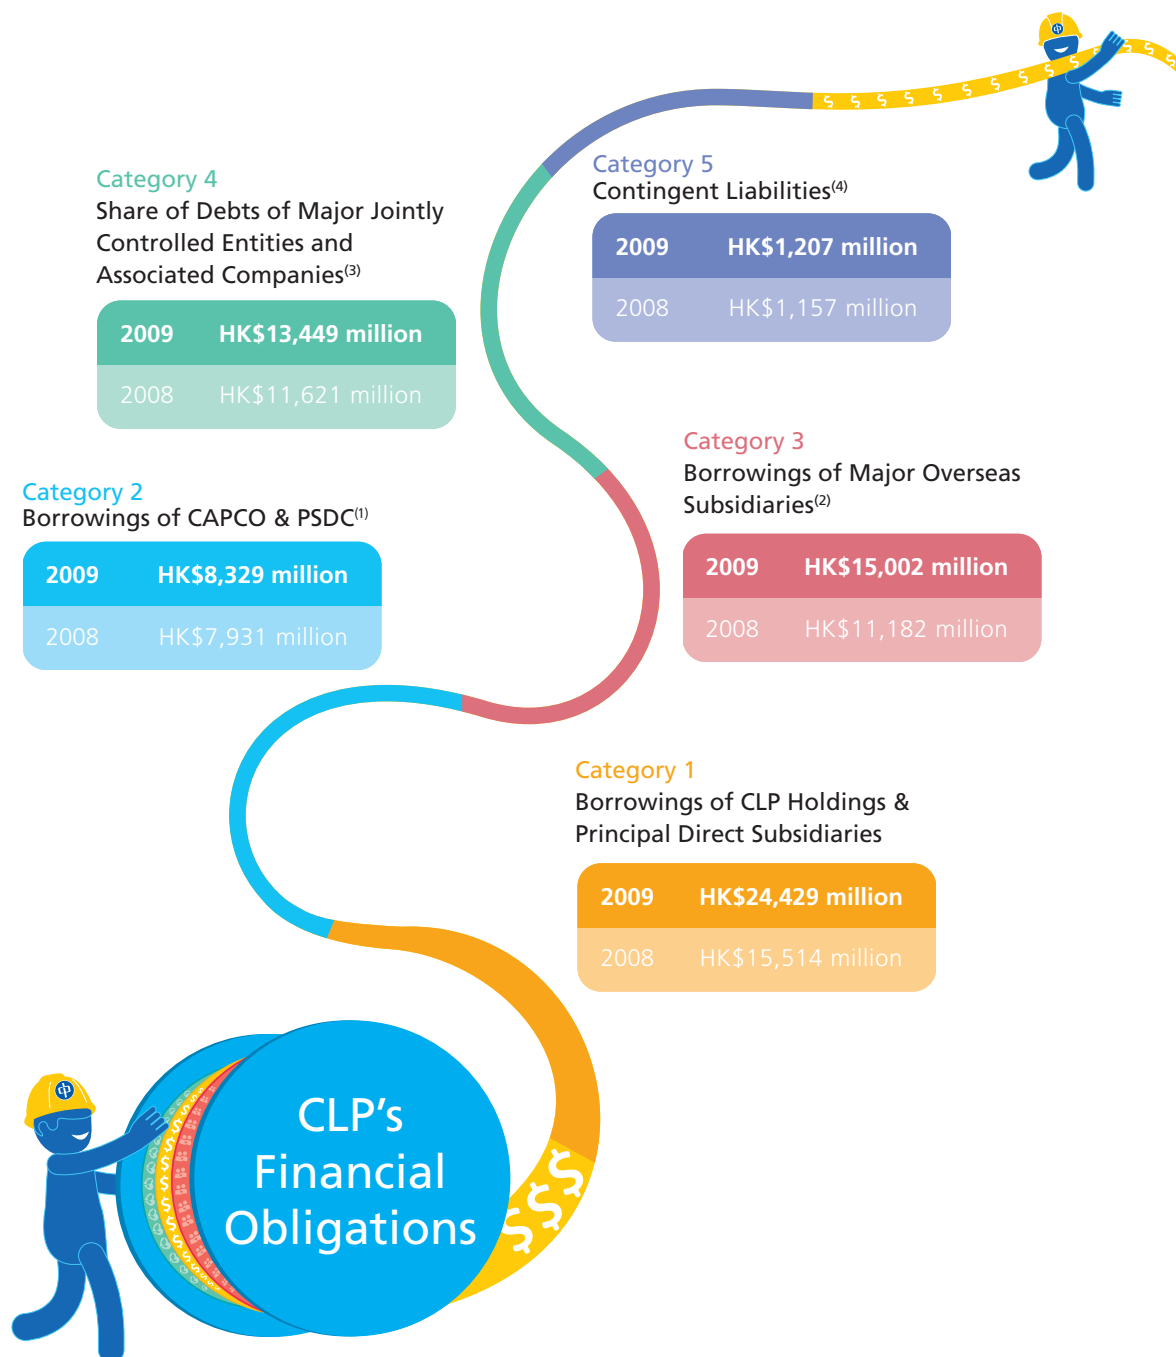 Category 5
Contingent Liabilities(4)
2009 HK$1,207 million
2008 HK$1,157 million
Category 4
Share of Debts of Major Jointly
Controlled Entities and
Associated Companies(3)
2009 HK$13,449 million
2008 HK$11,621 million
Category 3
Borrowings of Major Overseas
Subsidiaries(2)
2009 HK$15,002 million
2008 HK$11,182 million
Category 2
Borrowings of CAPCO & PSDC(1)
2009 HK$8,329 million
2008 HK$7,931 million
Category 1
Borrowings of CLP Holdings &
Principal Direct Subsidiaries
2009 HK$24,429 million
2008 HK$15,514 million
CLP's
Financial
Obligations